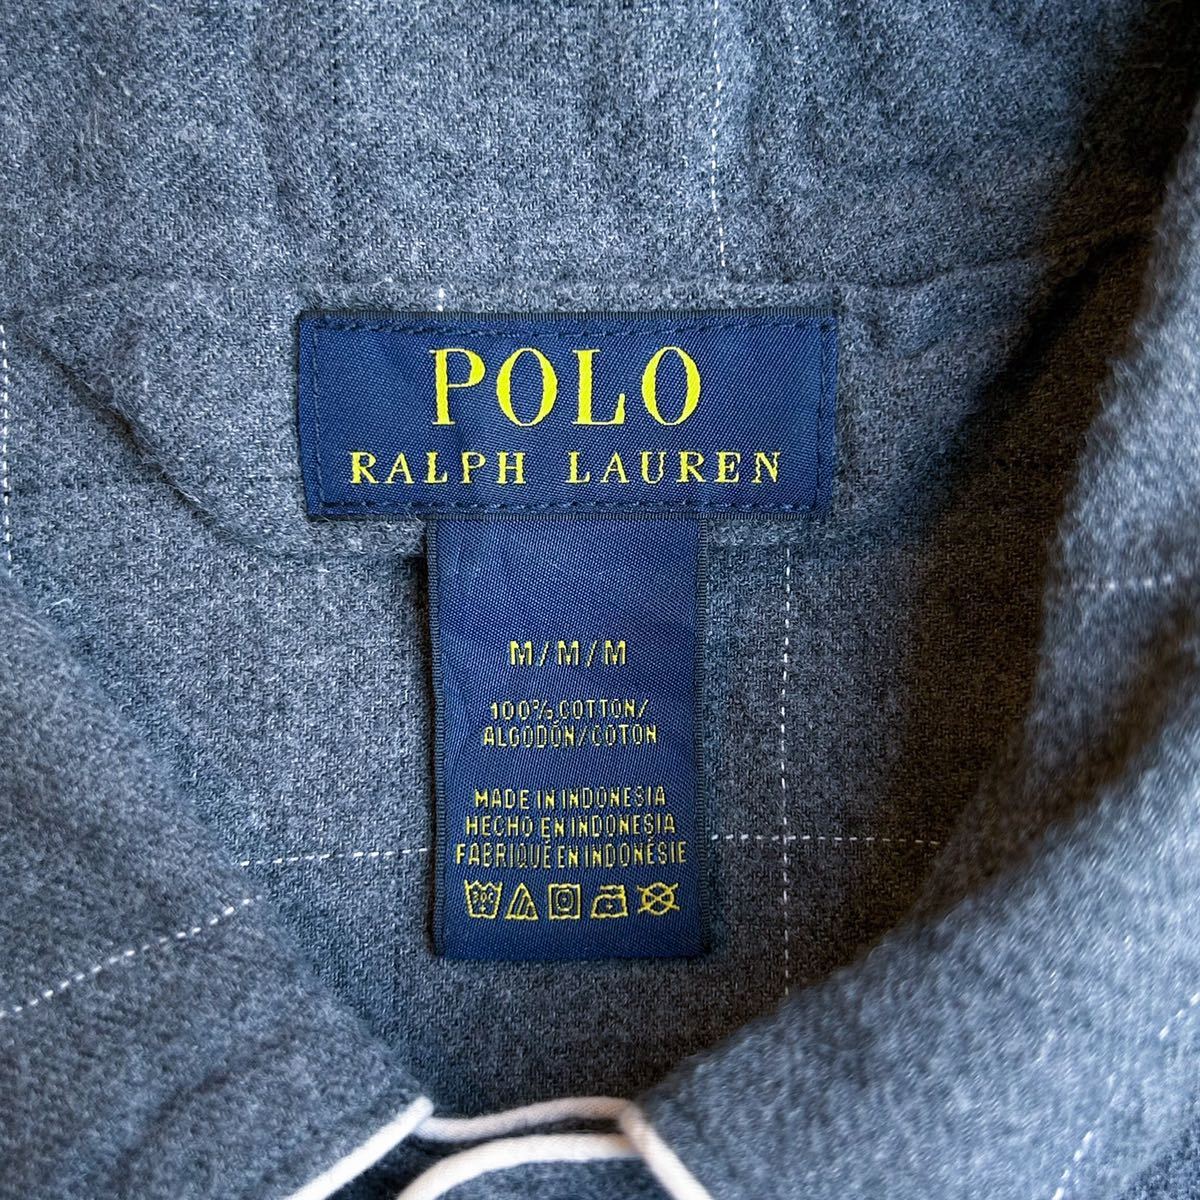 POLO
RALPH LAUREN
M/M/M
100% COTTON/
ALGODÓN/COTON
MADE IN INDONESIA
HECHO EN INDONESIA
FABRIQUÉ EN INDONÉSIE